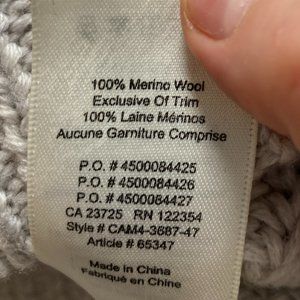 100% Merino Wool
Exclusive Of Trim
100% Laine Mérinos
Aucune Garniture Comprise
P.O. # 4500084425
P.O. # 4500084426
P.O. # 4500084427
CA 23725 RN 122354
Style # CAM4-3687-47
Article # 65347
Made in China
Fabriqué en Chine